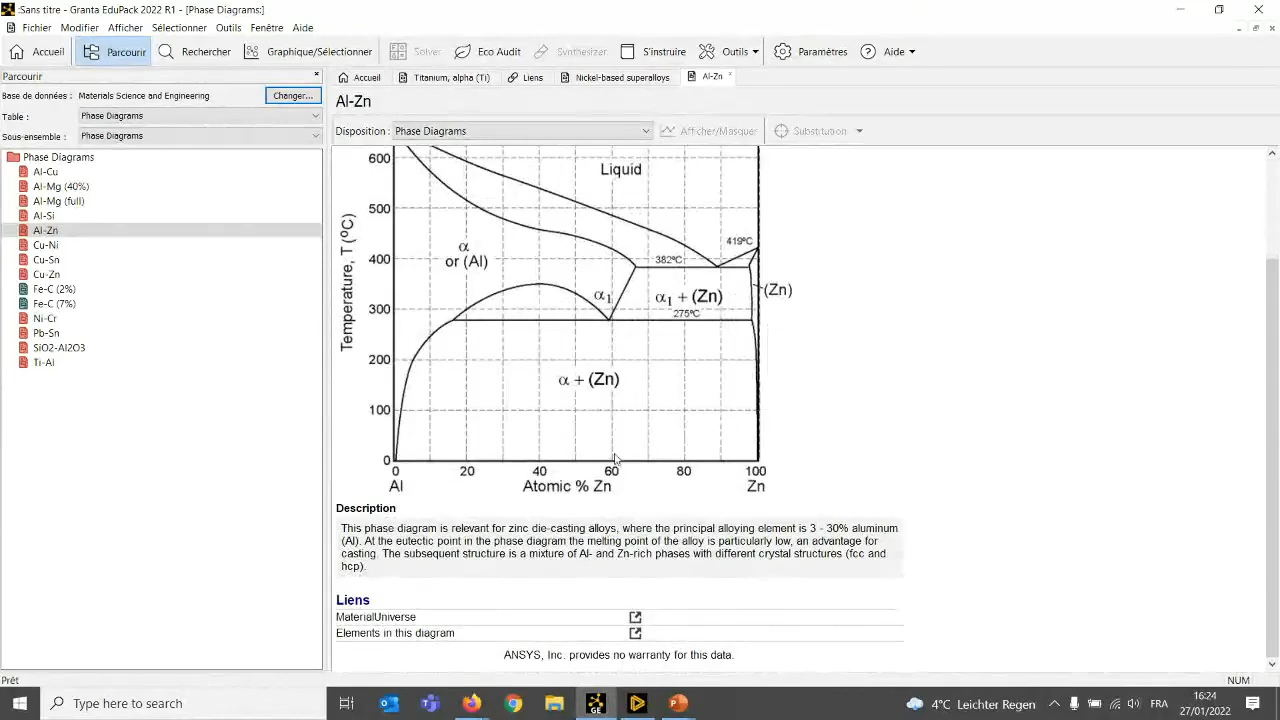 :Sans titre - Granta EduPack 2022 R1 - [Phase Diagrams:]
Fichier Modifier Afficher Sélectionner Outils Fenêtre Aide
Accueil Parcourir Rechercher Graphique/Sélectionner Solver Eco Audit Synthesizer S'instruire Outils Paramètres Aide
Parcourir
Base de données : Materials Science and Engineering Changer...
Table : Phase Diagrams
Sous-ensemble : Phase Diagrams
Phase Diagrams
Al-Cu
Al-Mg (40%)
Al-Mg (full)
Al-Si
Al-Zn
Cu-Ni
Cu-Sn
Cu-Zn
Fe-C (2%)
Fe-C (7%)
Ni-Cr
Pb-Sn
SiO2-Al2O3
Ti-Al
Accueil Titanium, alpha (Ti) Liens Nickel-based superalloys Al-Zn
Al-Zn
Disposition : Phase Diagrams Afficher/Masquer Substitution
600
Liquid
500
419ºC
α
or (Al)
400
382ºC
α1
α1 + (Zn)
(Zn)
300
275ºC
200
α + (Zn)
100
0
Temperature, T (ºC)
0 20 40 60 80 100
Al Atomic % Zn Zn
Description
This phase diagram is relevant for zinc die-casting alloys, where the principal alloying element is 3 - 30% aluminum
(Al). At the eutectic point in the phase diagram the melting point of the alloy is particularly low, an advantage for
casting. The subsequent structure is a mixture of Al- and Zn-rich phases with different crystal structures (fcc and
hcp).
Liens
MaterialUniverse
Elements in this diagram
ANSYS, Inc. provides no warranty for this data.
Prêt NUM
Type here to search
GE
4°C Leichter Regen FRA 16:24
27/01/2022